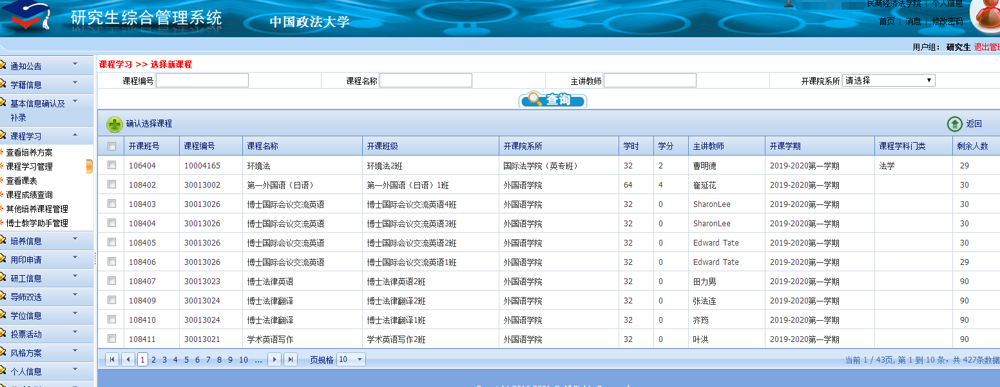 研究生综合管理系统 中国政法大学
民商经济法学院 | 个人信息
首页 | 消息 | 修改密码
用户组： 研究生 退出管理
通知公告
学籍信息
基本信息确认及
补录
课程学习
查看培养方案
课程学习管理
查看课表
课程成绩查询
其他培养课程管理
博士教学助手管理
培养信息
用印申请
研工信息
导师双选
学位信息
投票活动
风格方案
个人信息
课程学习 >> 选择新课程
课程编号 课程名称 主讲教师 开课院系所 请选择
查询
确认选择课程 返回
开课班号 课程编号 课程名称 开课班级 开课院系所 学时 学分 主讲教师 开课学期 课程学科门类 剩余人数
106404 10004165 环境法 环境法2班 国际法学院（英专班） 32 2 曹明德 2019-2020第一学期 法学 29
108402 30013002 第一外国语（日语） 第一外国语（日语）1班 外国语学院 64 4 崔延花 2019-2020第一学期 30
108403 30013026 博士国际会议交流英语 博士国际会议交流英语4班 外国语学院 32 0 SharonLee 2019-2020第一学期 30
108404 30013026 博士国际会议交流英语 博士国际会议交流英语3班 外国语学院 32 0 SharonLee 2019-2020第一学期 30
108405 30013026 博士国际会议交流英语 博士国际会议交流英语2班 外国语学院 32 0 Edward Tate 2019-2020第一学期 30
108406 30013026 博士国际会议交流英语 博士国际会议交流英语1班 外国语学院 32 0 Edward Tate 2019-2020第一学期 29
108407 30013023 博士法律英语 博士法律英语2班 外国语学院 32 0 田力男 2019-2020第一学期 90
108409 30013024 博士法律翻译 博士法律翻译2班 外国语学院 32 0 张法连 2019-2020第一学期 90
108410 30013024 博士法律翻译 博士法律翻译1班 外国语学院 32 0 齐筠 2019-2020第一学期 90
108411 30013021 学术英语写作 学术英语写作2班 外国语学院 32 0 叶洪 2019-2020第一学期 90
1 2 3 4 5 6 7 8 9 10 ... 页规格 10 当前 1 / 43页, 第 1 到 10 条，共 427条数据